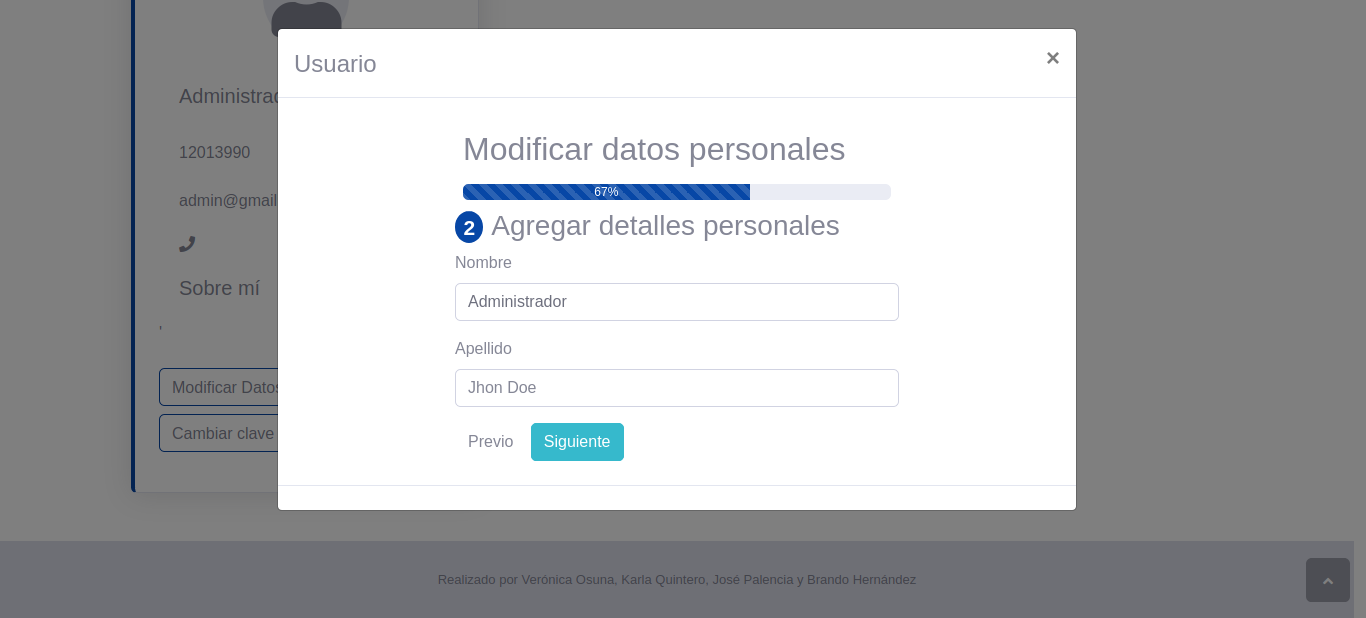 Usuario
×
Modificar datos personales
67%
2 Agregar detalles personales
Nombre
Administrador
Apellido
Jhon Doe
Previo Siguiente
12013990
admin@gmail
Sobre mí
Modificar Datos
Cambiar clave
Realizado por Verónica Osuna, Karla Quintero, José Palencia y Brando Hernández